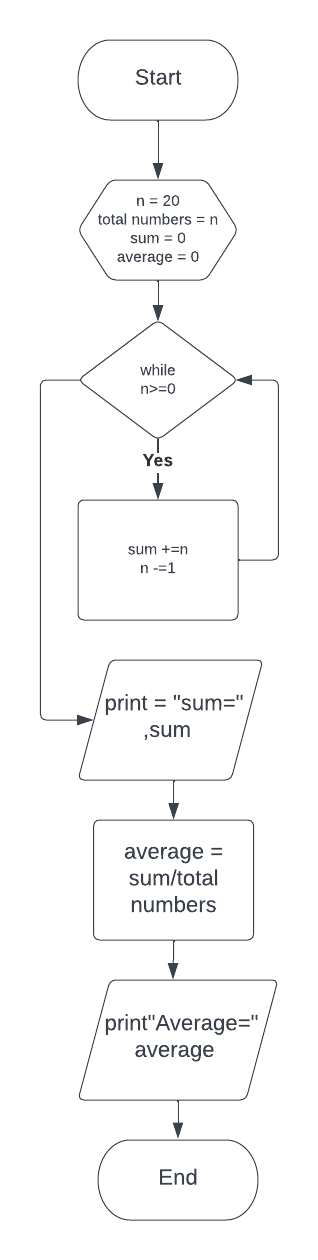 Start
n = 20
total numbers = n
sum = 0
average = 0
while
n>=0
Yes
sum +=n
n -=1
print = "sum="
,sum
average =
sum/total
numbers
print"Average="
average
End